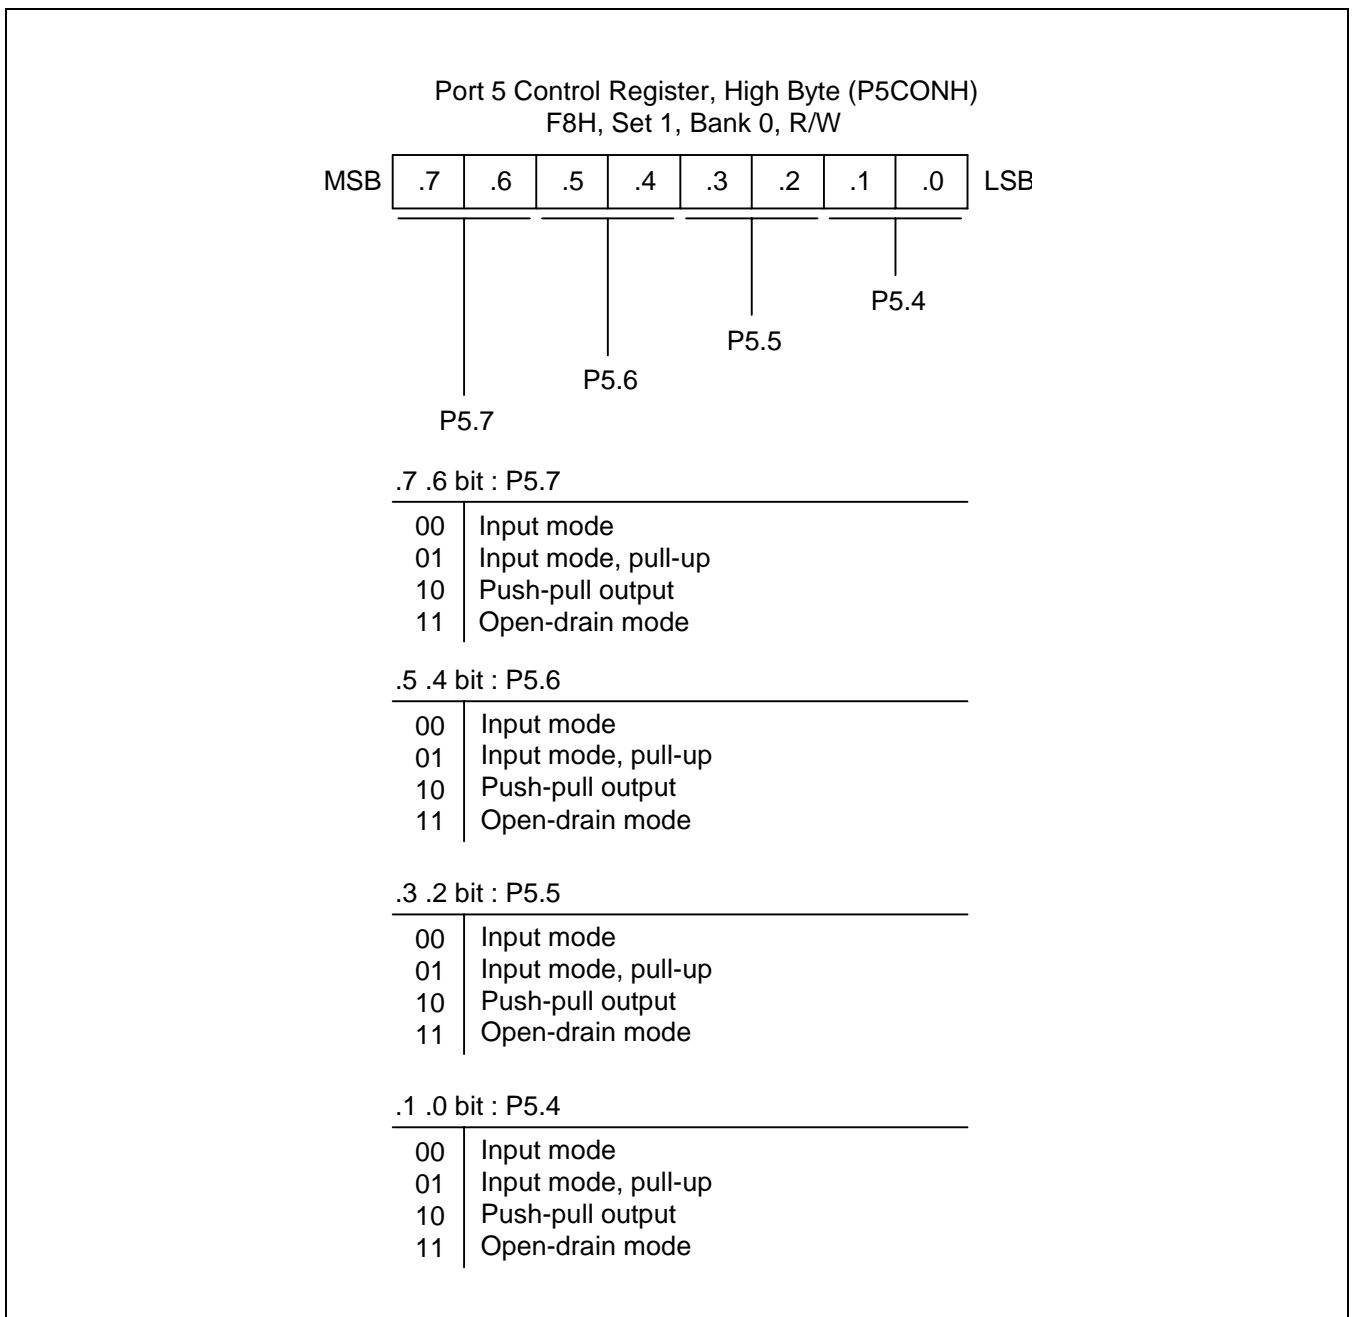 Port 5 Control Register, High Byte (P5CONH)
F8H, Set 1, Bank 0, R/W
MSB .7 .6 .5 .4 .3 .2 .1 .0 LSB
P5.4
P5.5
P5.6
P5.7
.7 .6 bit : P5.7
00 Input mode
01 Input mode, pull-up
10 Push-pull output
11 Open-drain mode
.5 .4 bit : P5.6
00 Input mode
01 Input mode, pull-up
10 Push-pull output
11 Open-drain mode
.3 .2 bit : P5.5
00 Input mode
01 Input mode, pull-up
10 Push-pull output
11 Open-drain mode
.1 .0 bit : P5.4
00 Input mode
01 Input mode, pull-up
10 Push-pull output
11 Open-drain mode